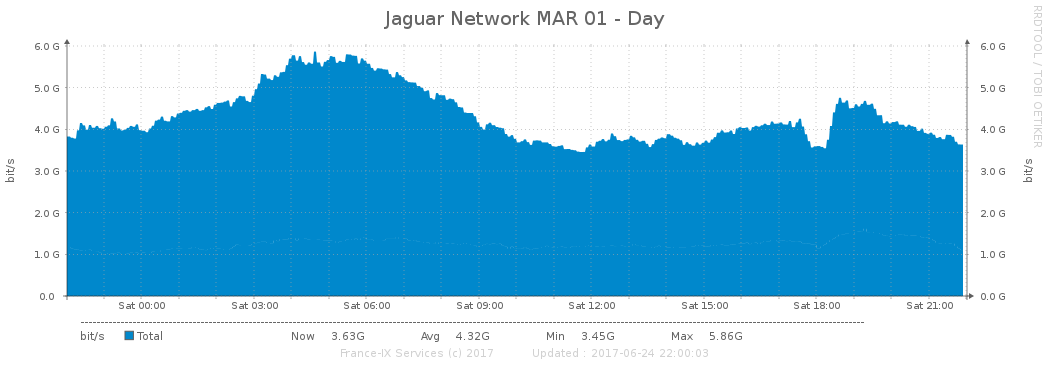 Jaguar Network MAR 01 - Day
RRDTOOL / TOBI OETIKER
6.0 G 6.0 G
5.0 G 5.0 G
4.0 G 4.0 G
3.0 G 3.0 G
2.0 G 2.0 G
1.0 G 1.0 G
0.0 0.0 G
bit/s bit/s
Sat 00:00 Sat 03:00 Sat 06:00 Sat 09:00 Sat 12:00 Sat 15:00 Sat 18:00 Sat 21:00
bit/s Total Now 3.63G Avg 4.32G Min 3.45G Max 5.86G
France-IX Services (c) 2017 Updated : 2017-06-24 22:00:03